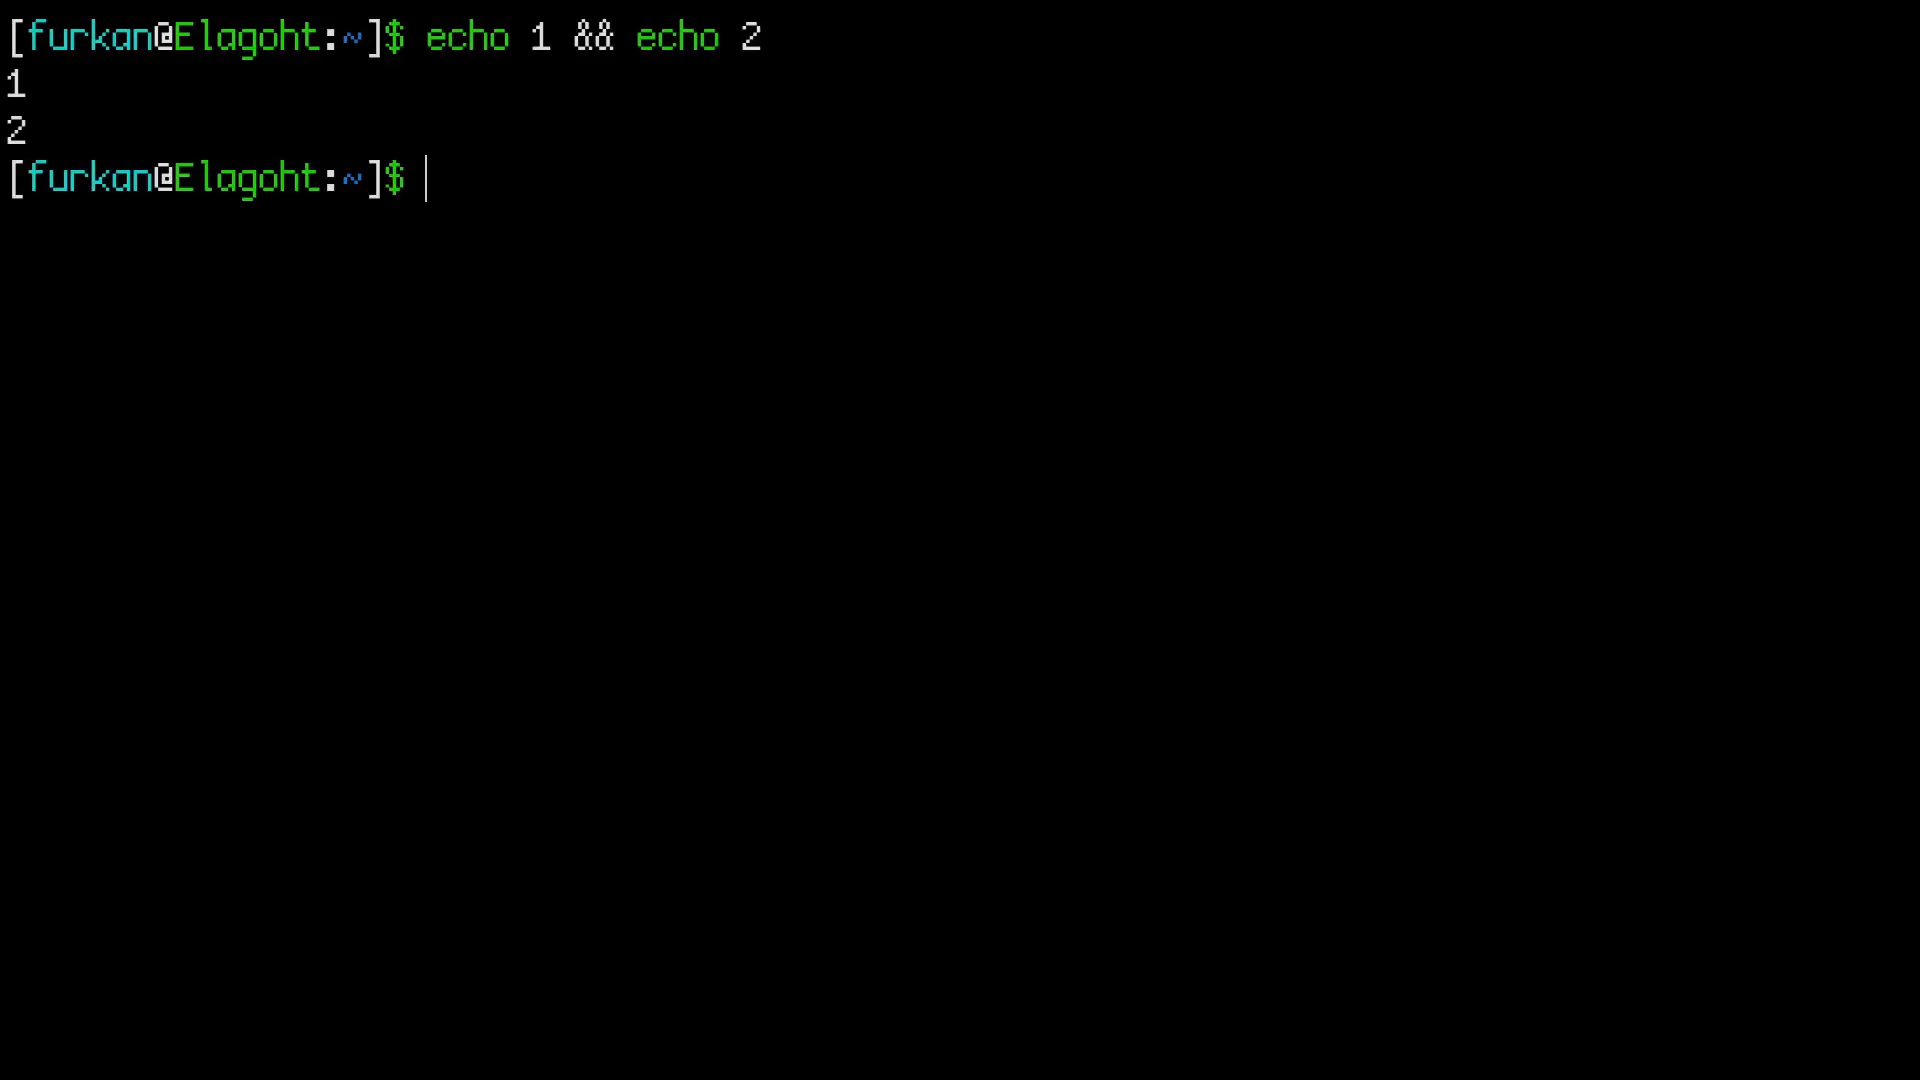 [furkan@Elagoht:~]$ echo 1 && echo 2
1
2
[furkan@Elagoht:~]$